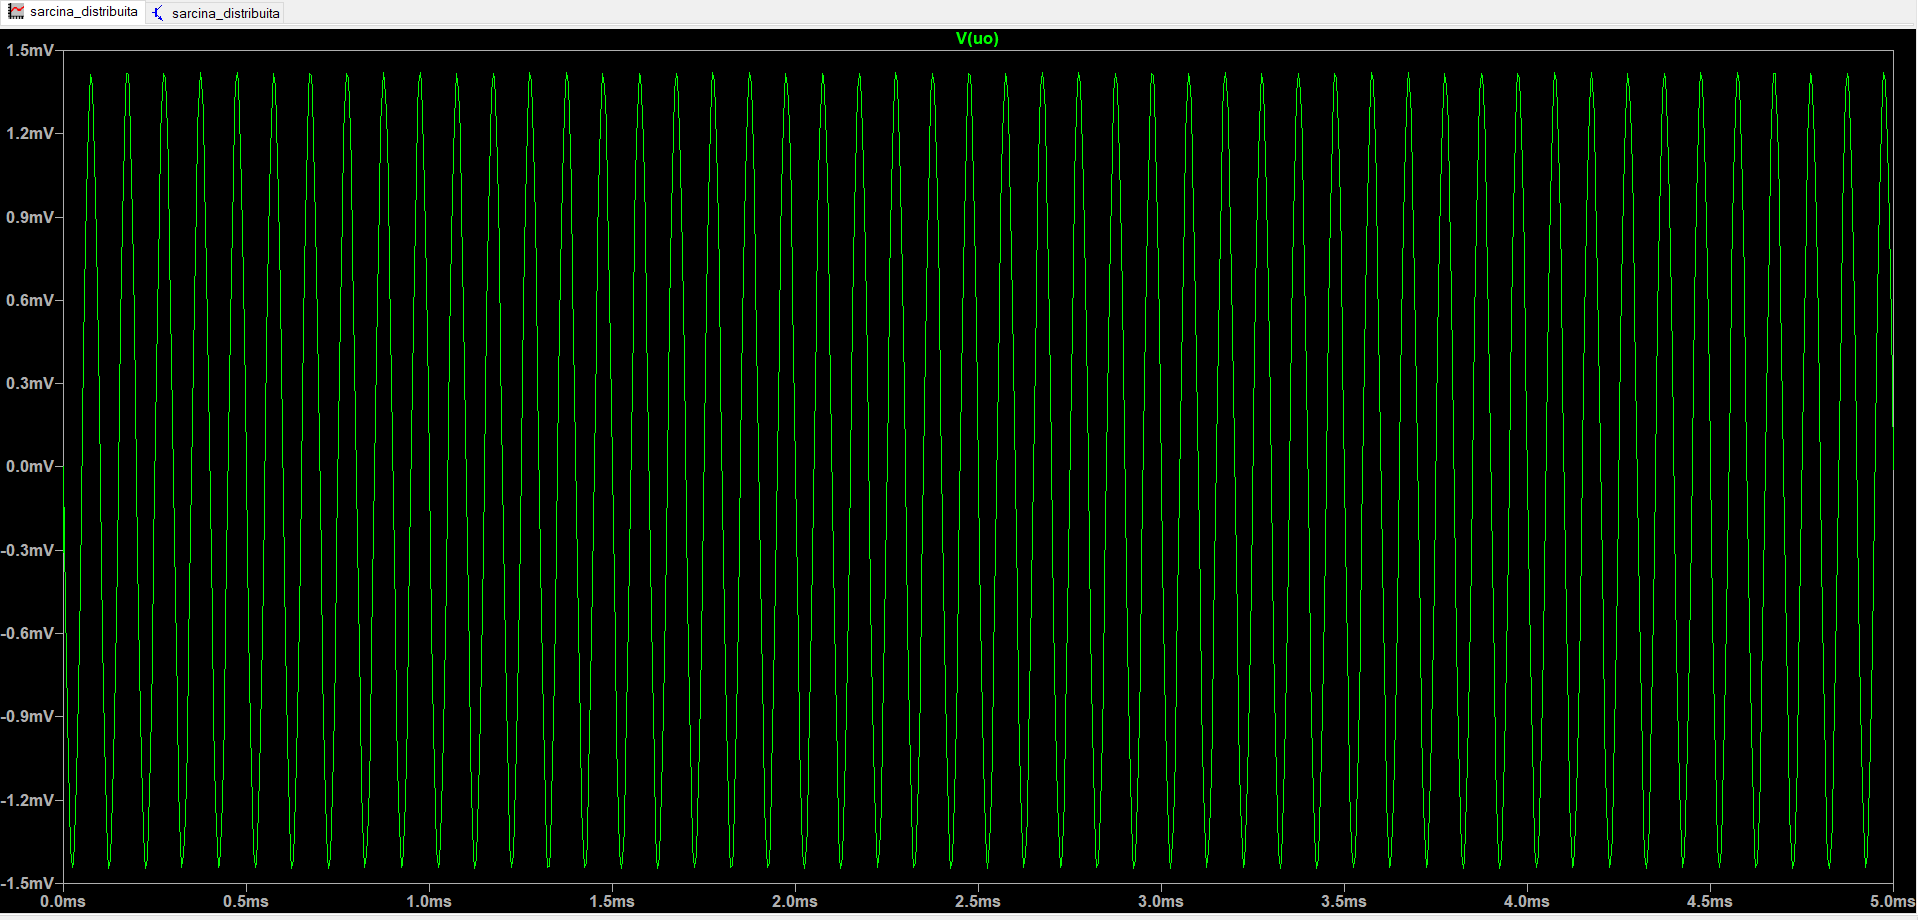 sarcina_distribuita
sarcina_distribuita
V(uo)
1.5mV
1.2mV
0.9mV
0.6mV
0.3mV
0.0mV
-0.3mV
-0.6mV
-0.9mV
-1.2mV
-1.5mV
0.0ms 0.5ms 1.0ms 1.5ms 2.0ms 2.5ms 3.0ms 3.5ms 4.0ms 4.5ms 5.0ms